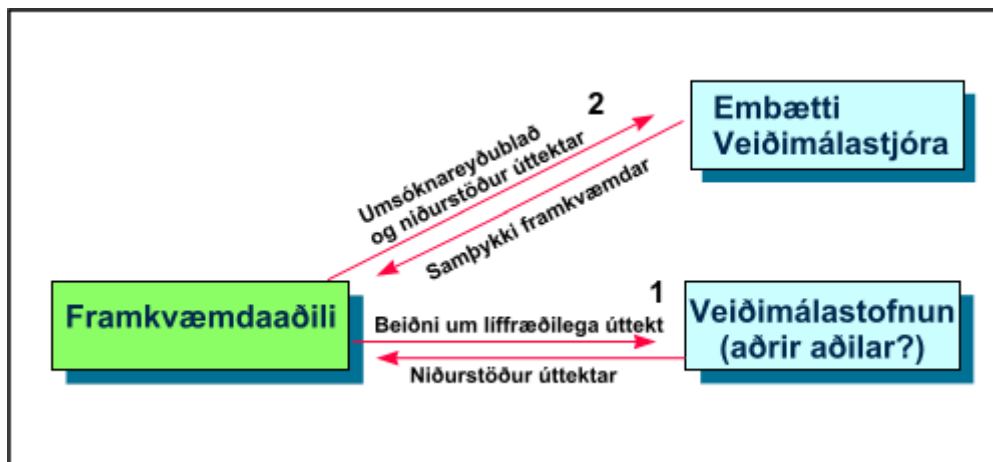 2
Embætti
Veiðimálastjóra
Umsóknareyðublað
og niðurstöður úttektar
Samþykki framkvæmdar
Framkvæmdaaðili
1
Beiðni um líffræðilega úttekt
Niðurstöður úttektar
Veiðimálastofnun
(aðrir aðilar?)